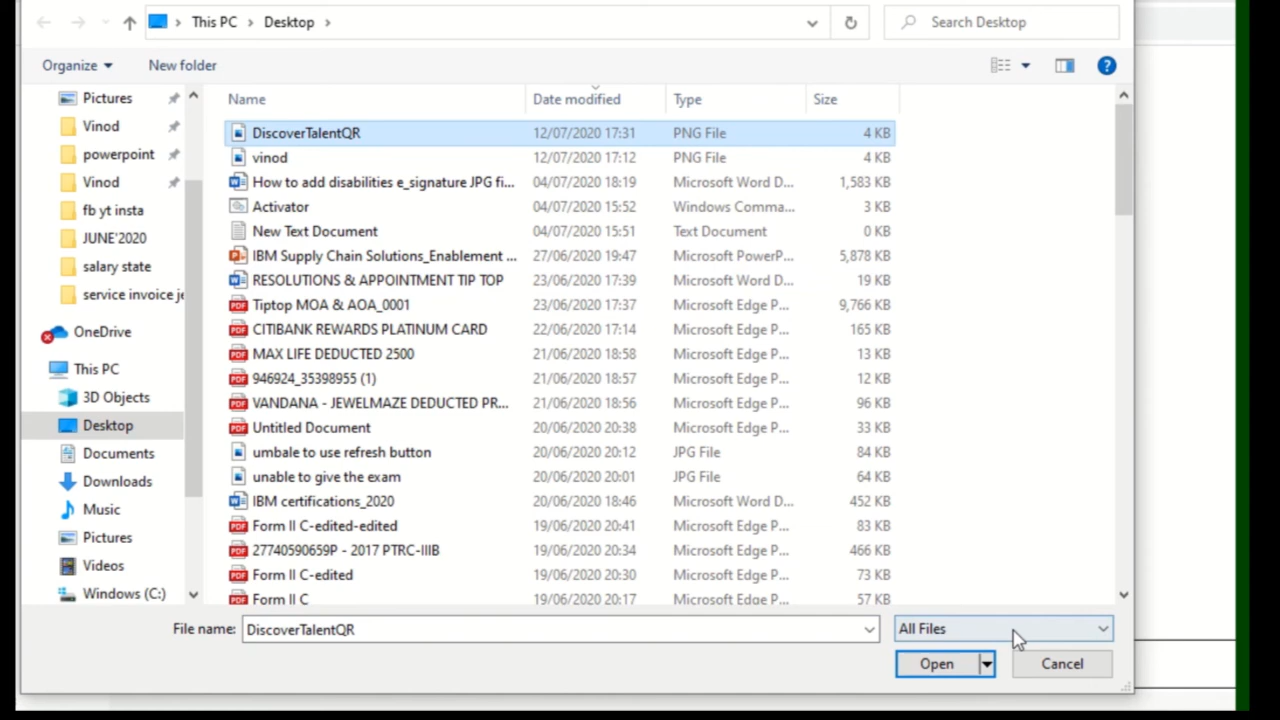 This PC > Desktop >
Search Desktop
Organize
New folder
Name Date modified Type Size
Pictures
Vinod
powerpoint
Vinod
fb yt insta
JUNE'2020
salary state
service invoice je
OneDrive
This PC
3D Objects
Desktop
Documents
Downloads
Music
Pictures
Videos
Windows (C:)
DiscoverTalentQR 12/07/2020 17:31 PNG File 4 KB
vinod 12/07/2020 17:12 PNG File 4 KB
How to add disabilities e_signature JPG fi... 04/07/2020 18:19 Microsoft Word D... 1,583 KB
Activator 04/07/2020 15:52 Windows Comma... 3 KB
New Text Document 04/07/2020 15:51 Text Document 0 KB
IBM Supply Chain Solutions_Enablement ... 27/06/2020 19:47 Microsoft PowerP... 5,878 KB
RESOLUTIONS & APPOINTMENT TIP TOP 23/06/2020 17:39 Microsoft Word D... 19 KB
PDF Tiptop MOA & AOA_0001 23/06/2020 17:37 Microsoft Edge P... 9,766 KB
PDF CITIBANK REWARDS PLATINUM CARD 22/06/2020 17:14 Microsoft Edge P... 165 KB
PDF MAX LIFE DEDUCTED 2500 21/06/2020 18:58 Microsoft Edge P... 13 KB
PDF 946924_35398955 (1) 21/06/2020 18:57 Microsoft Edge P... 12 KB
PDF VANDANA - JEWELMAZE DEDUCTED PR... 21/06/2020 18:56 Microsoft Edge P... 96 KB
PDF Untitled Document 20/06/2020 20:38 Microsoft Edge P... 33 KB
umbale to use refresh button 20/06/2020 20:12 JPG File 84 KB
unable to give the exam 20/06/2020 20:01 JPG File 64 KB
IBM certifications_2020 20/06/2020 18:46 Microsoft Word D... 452 KB
PDF Form II C-edited-edited 19/06/2020 20:41 Microsoft Edge P... 83 KB
PDF 27740590659P - 2017 PTRC-IIIB 19/06/2020 20:34 Microsoft Edge P... 466 KB
PDF Form II C-edited 19/06/2020 20:30 Microsoft Edge P... 73 KB
PDF Form II C 19/06/2020 20:17 Microsoft Edge P... 57 KB
File name: DiscoverTalentQR All Files
Open Cancel